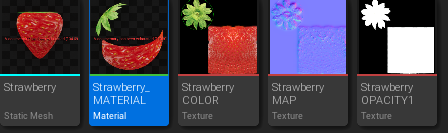 Strawberry
Static Mesh
Strawberry_
MATERIAL
Material
Strawberry
COLOR
Texture
Strawberry
MAP
Texture
Strawberry
OPACITY1
Texture